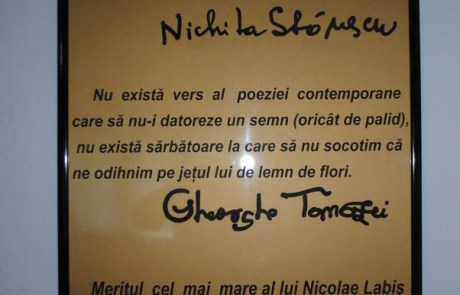 Nichita Stănescu
Nu există vers al poeziei contemporane
care să nu-i datoreze un semn (oricât de palid),
nu există sărbătoare la care să nu socotim că
ne odihnim pe jețul lui de lemn de flori.
Gheorghe Tomozei
Meritul cel mai mare al lui Nicolae Labiș